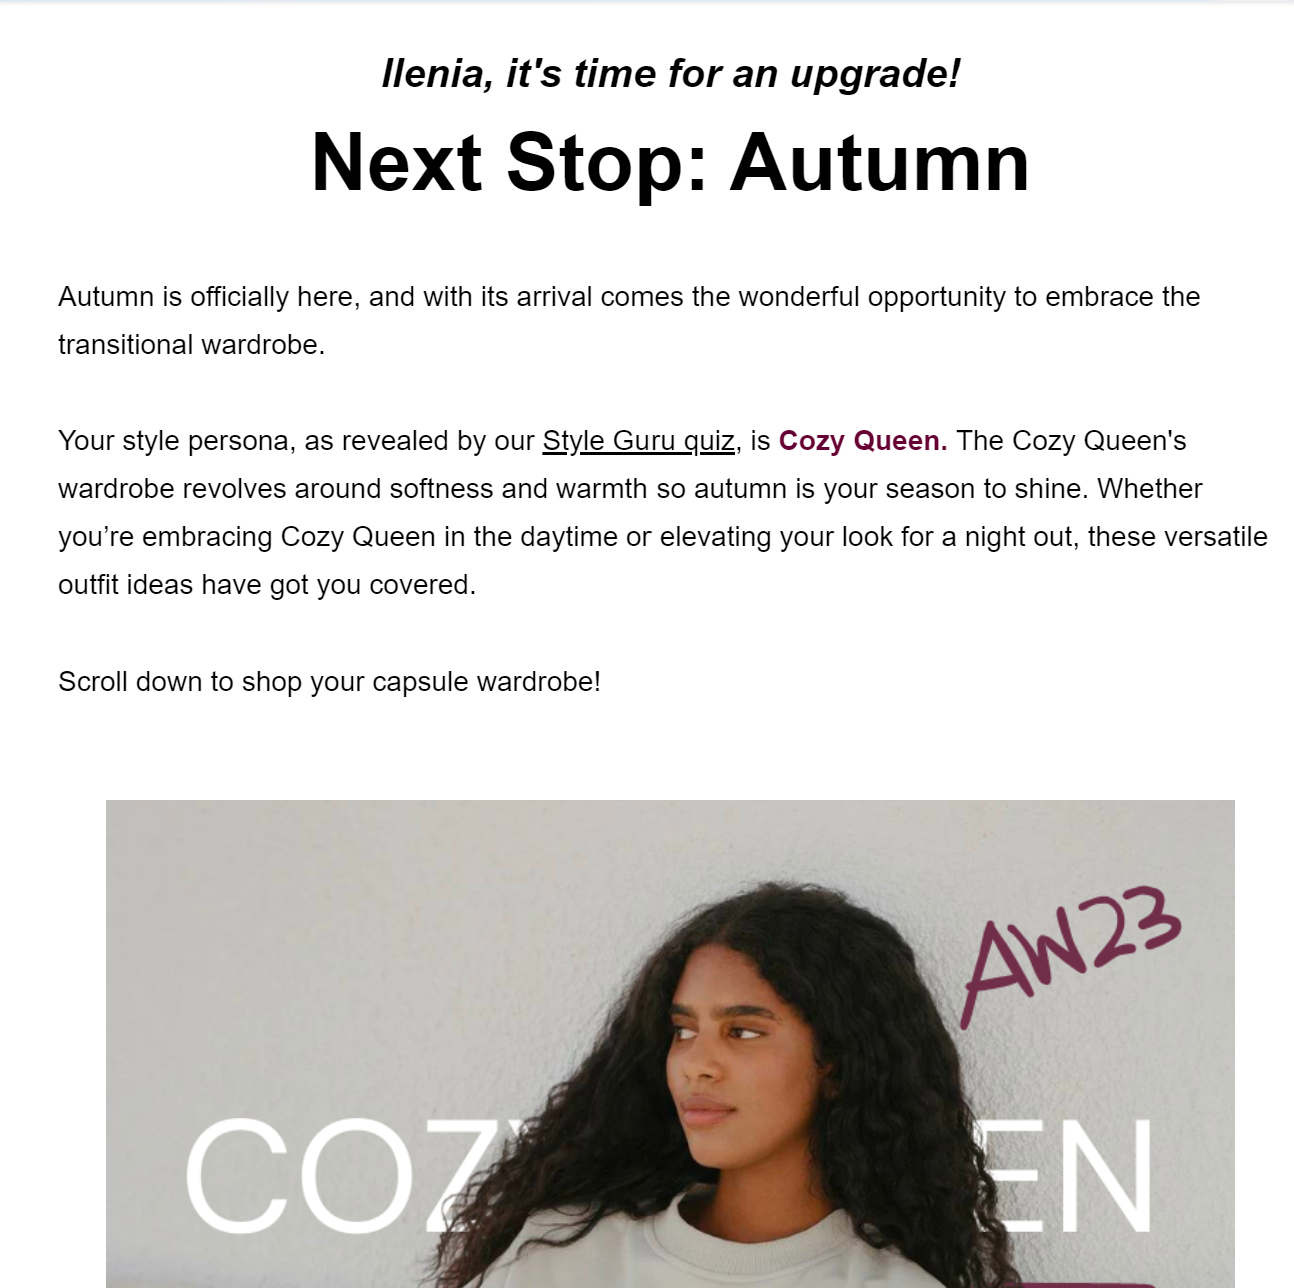 Ilenia, it's time for an upgrade!
Next Stop: Autumn
Autumn is officially here, and with its arrival comes the wonderful opportunity to embrace the
transitional wardrobe.
Your style persona, as revealed by our Style Guru quiz, is Cozy Queen. The Cozy Queen's
wardrobe revolves around softness and warmth so autumn is your season to shine. Whether
you’re embracing Cozy Queen in the daytime or elevating your look for a night out, these versatile
outfit ideas have got you covered.
Scroll down to shop your capsule wardrobe!
AW23
COZY EEN